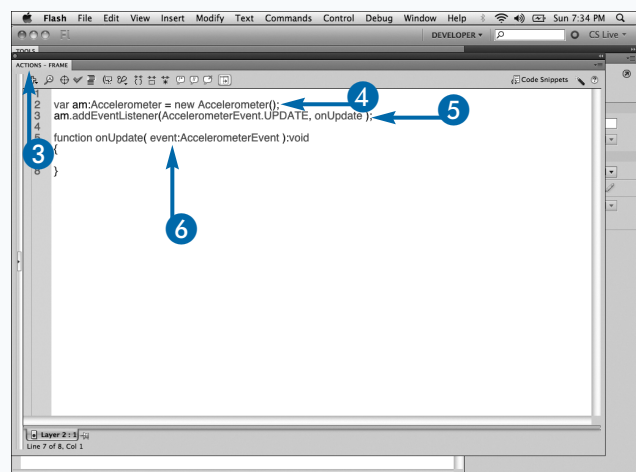 Flash File Edit View Insert Modify Text Commands Control Debug Window Help Sun 7:34 PM
Fl DEVELOPER CS Live
TOOLS
ACTIONS - FRAME
Code Snippets
1
2 var am:Accelerometer = new Accelerometer(); 4
3 am.addEventListener(AccelerometerEvent.UPDATE, onUpdate ); 5
4
5 function onUpdate( event:AccelerometerEvent ):void
3 {
8 }
6
Layer 2 : 1
Line 7 of 8, Col 1